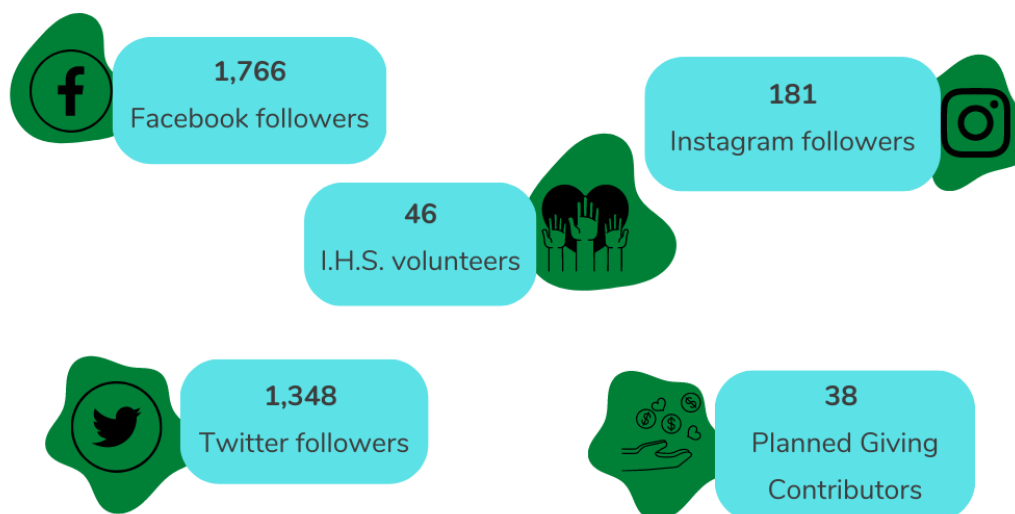 1,766
Facebook followers
181
Instagram followers
46
I.H.S. volunteers
1,348
Twitter followers
38
Planned Giving
Contributors